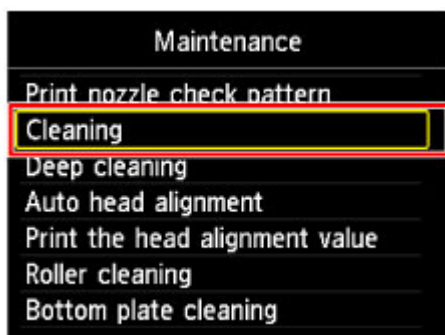 Maintenance
Print nozzle check pattern
Cleaning
Deep cleaning
Auto head alignment
Print the head alignment value
Roller cleaning
Bottom plate cleaning